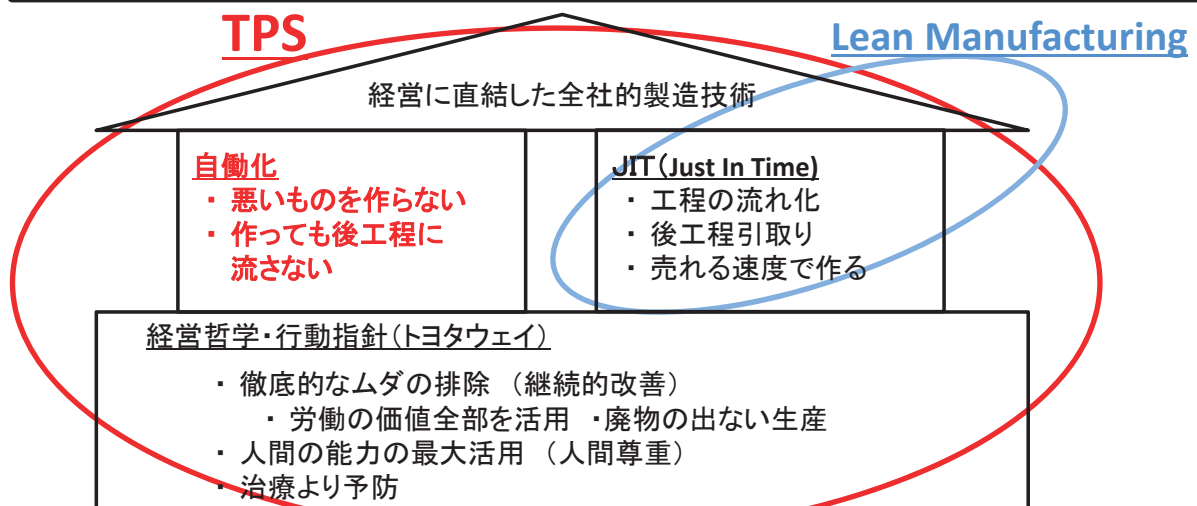 TPS
Lean Manufacturing
経営に直結した全社的製造技術
自働化
・ 悪いものを作らない
・ 作っても後工程に
流さない
JIT(Just In Time)
・ 工程の流れ化
・ 後工程引取り
・ 売れる速度で作る
経営哲学・行動指針(トヨタウェイ)
・ 徹底的なムダの排除 (継続的改善)
・ 労働の価値全部を活用 ・廃物の出ない生産
・ 人間の能力の最大活用 (人間尊重)
・ 治療より予防